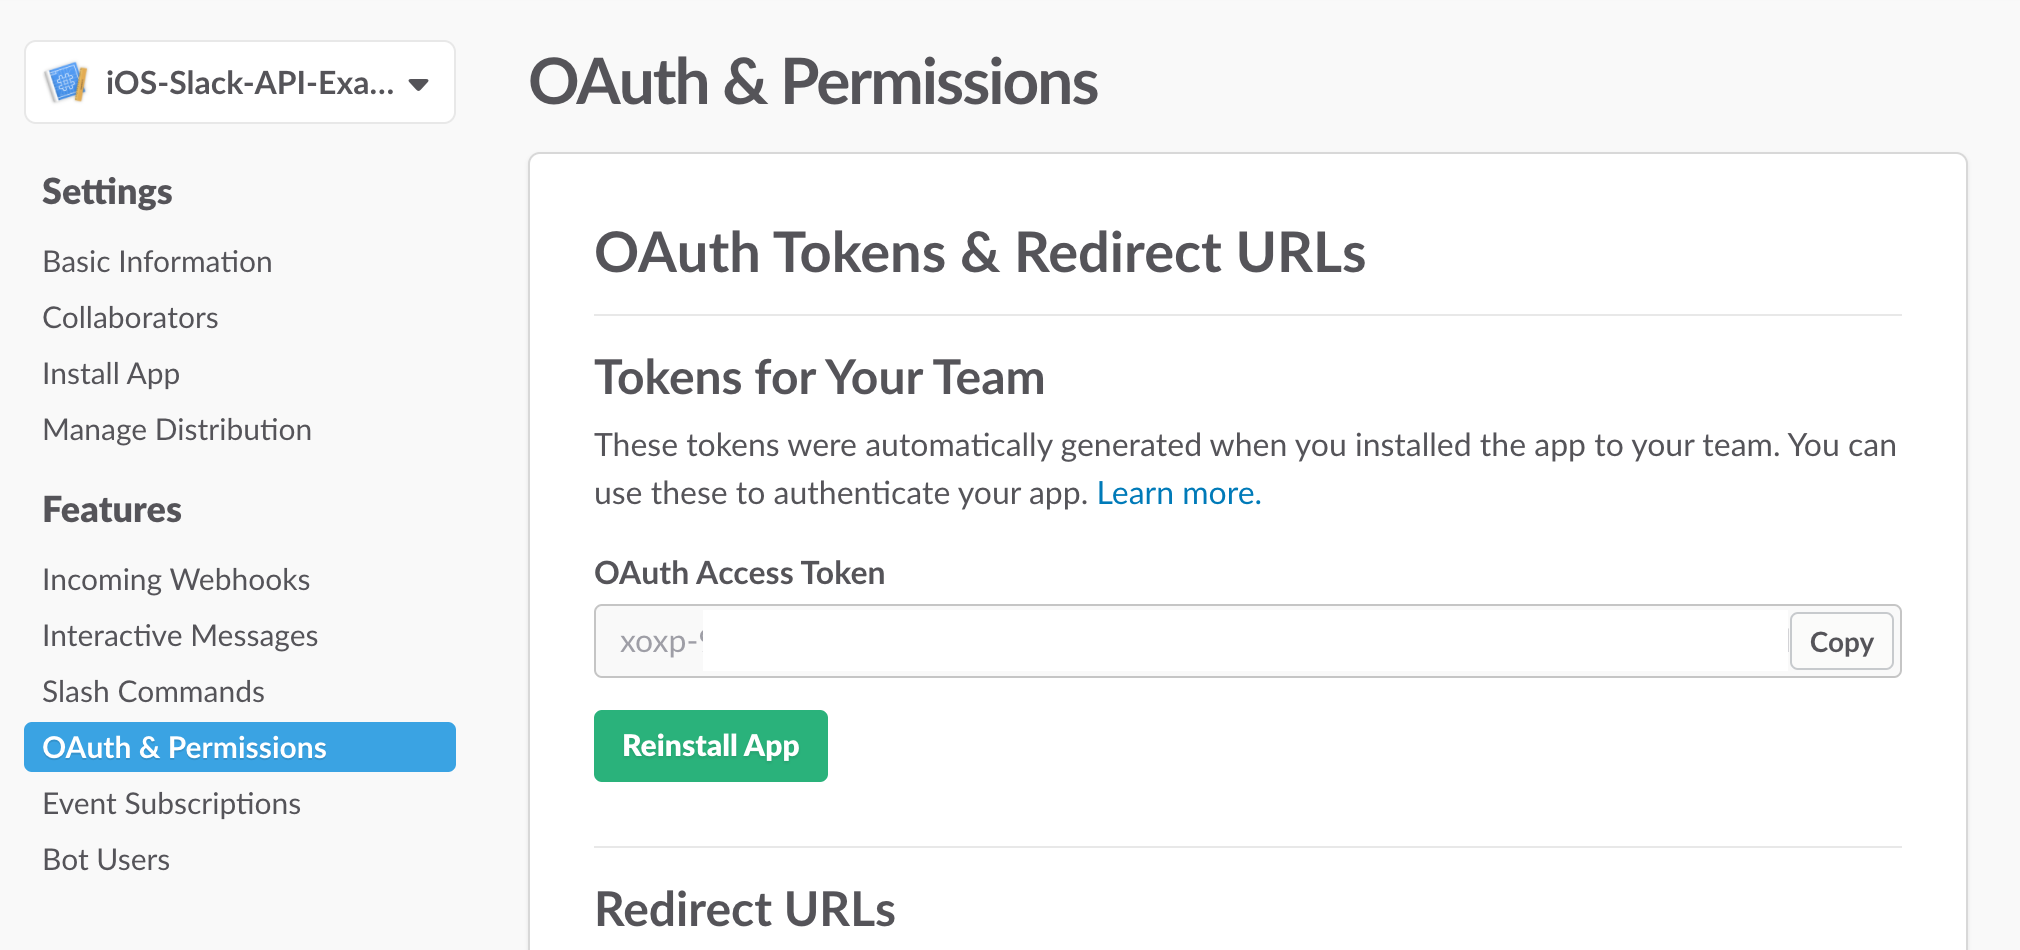 iOS-Slack-API-Exa...
Settings
Basic Information
Collaborators
Install App
Manage Distribution
Features
Incoming Webhooks
Interactive Messages
Slash Commands
OAuth & Permissions
Event Subscriptions
Bot Users
OAuth & Permissions
OAuth Tokens & Redirect URLs
Tokens for Your Team
These tokens were automatically generated when you installed the app to your team. You can
use these to authenticate your app. Learn more.
OAuth Access Token
xoxp-
Copy
Reinstall App
Redirect URLs